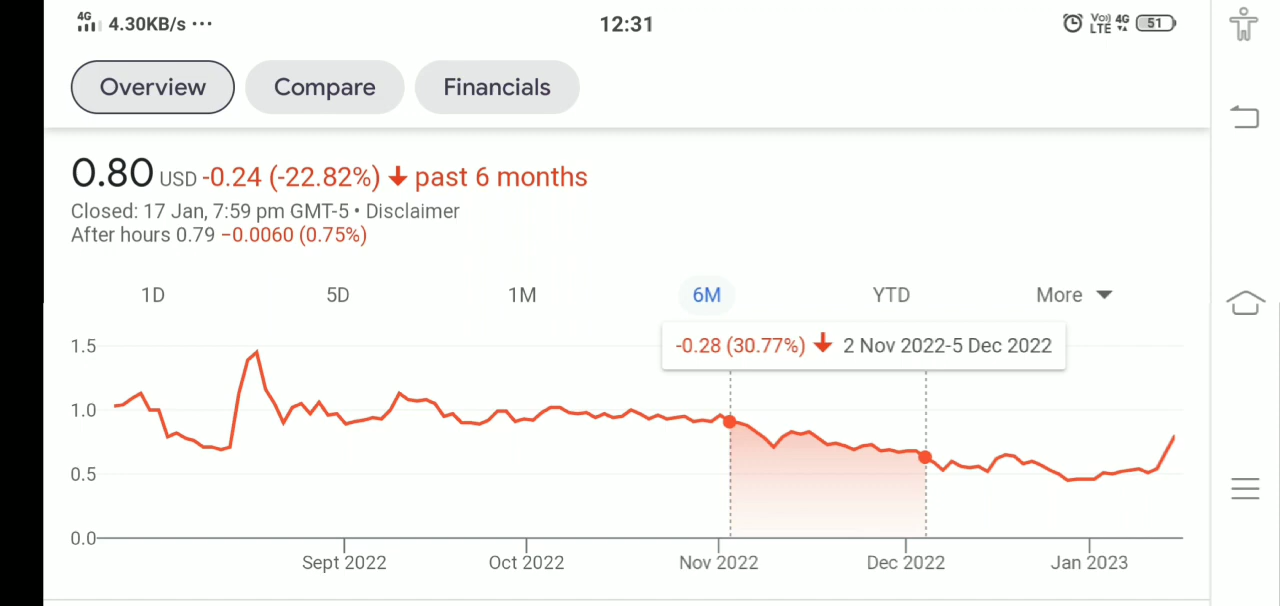 4G 4.30KB/s ··· 12:31 Vo)) LTE 4G 51
Overview Compare Financials
0.80 USD -0.24 (-22.82%) ↓ past 6 months
Closed: 17 Jan, 7:59 pm GMT-5 • Disclaimer
After hours 0.79 −0.0060 (0.75%)
1D 5D 1M 6M YTD More
-0.28 (30.77%) ↓ 2 Nov 2022-5 Dec 2022
1.5
1.0
0.5
0.0
Sept 2022 Oct 2022 Nov 2022 Dec 2022 Jan 2023